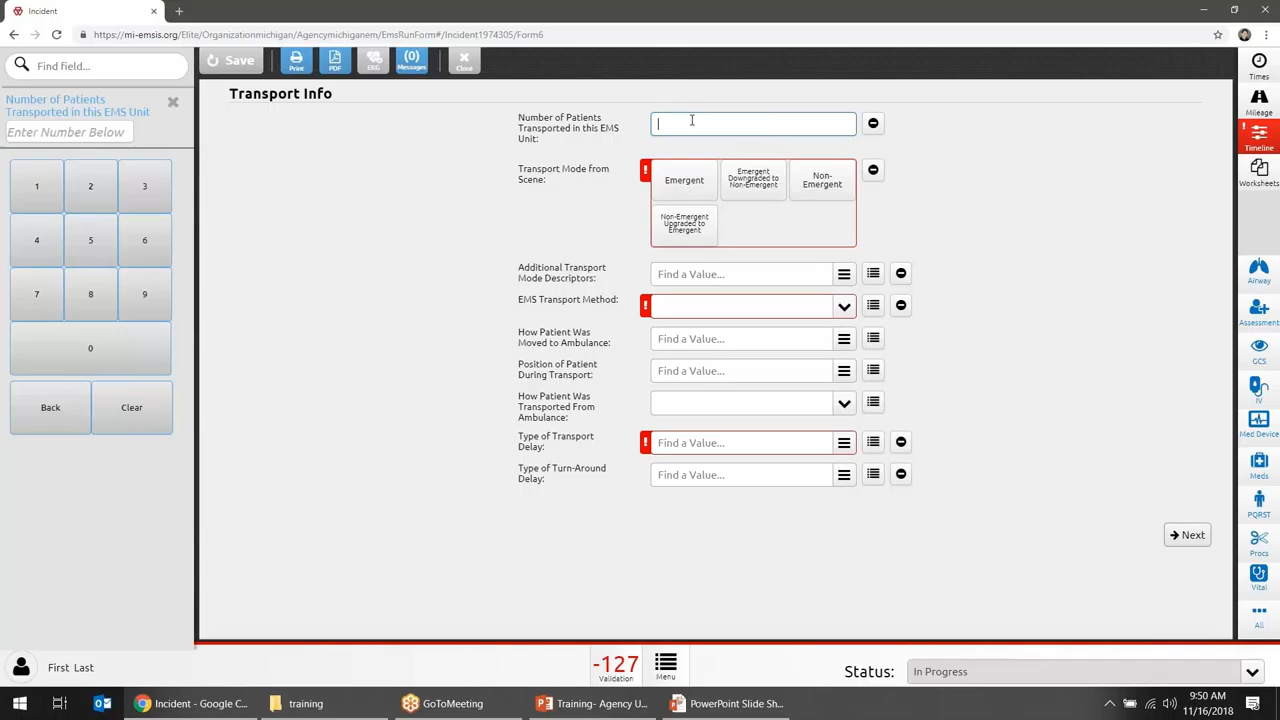 Incident
https://mi-emsis.org/Elite/Organizationmichigan/Agencymichiganem/EmsRunForm#/Incident1974305/Form6
Find field...
Save
Print
PDF
EKG
(0)
Messages
Close
Times
Mileage
Timeline
Worksheets
Airway
Assessment
GCS
IV
Med Device
Meds
PQRST
Procs
Vital
All
Number of Patients
Transported in this EMS Unit
Enter Number Below
1 2 3
4 5 6
7 8 9
0
Back Clear
Transport Info
Number of Patients
Transported in this EMS
Unit:
Transport Mode from
Scene:
Emergent
Emergent
Downgraded to
Non-Emergent
Non-
Emergent
Non-Emergent
Upgraded to
Emergent
Additional Transport
Mode Descriptors:
Find a Value...
EMS Transport Method:
How Patient Was
Moved to Ambulance:
Find a Value...
Position of Patient
During Transport:
Find a Value...
How Patient Was
Transported From
Ambulance:
Type of Transport
Delay:
Find a Value...
Type of Turn-Around
Delay:
Find a Value...
Next
First Last
-127
Validation
Menu
Status: In Progress
Incident - Google C...
training
GoToMeeting
Training- Agency U...
PowerPoint Slide Sh...
9:50 AM
11/16/2018